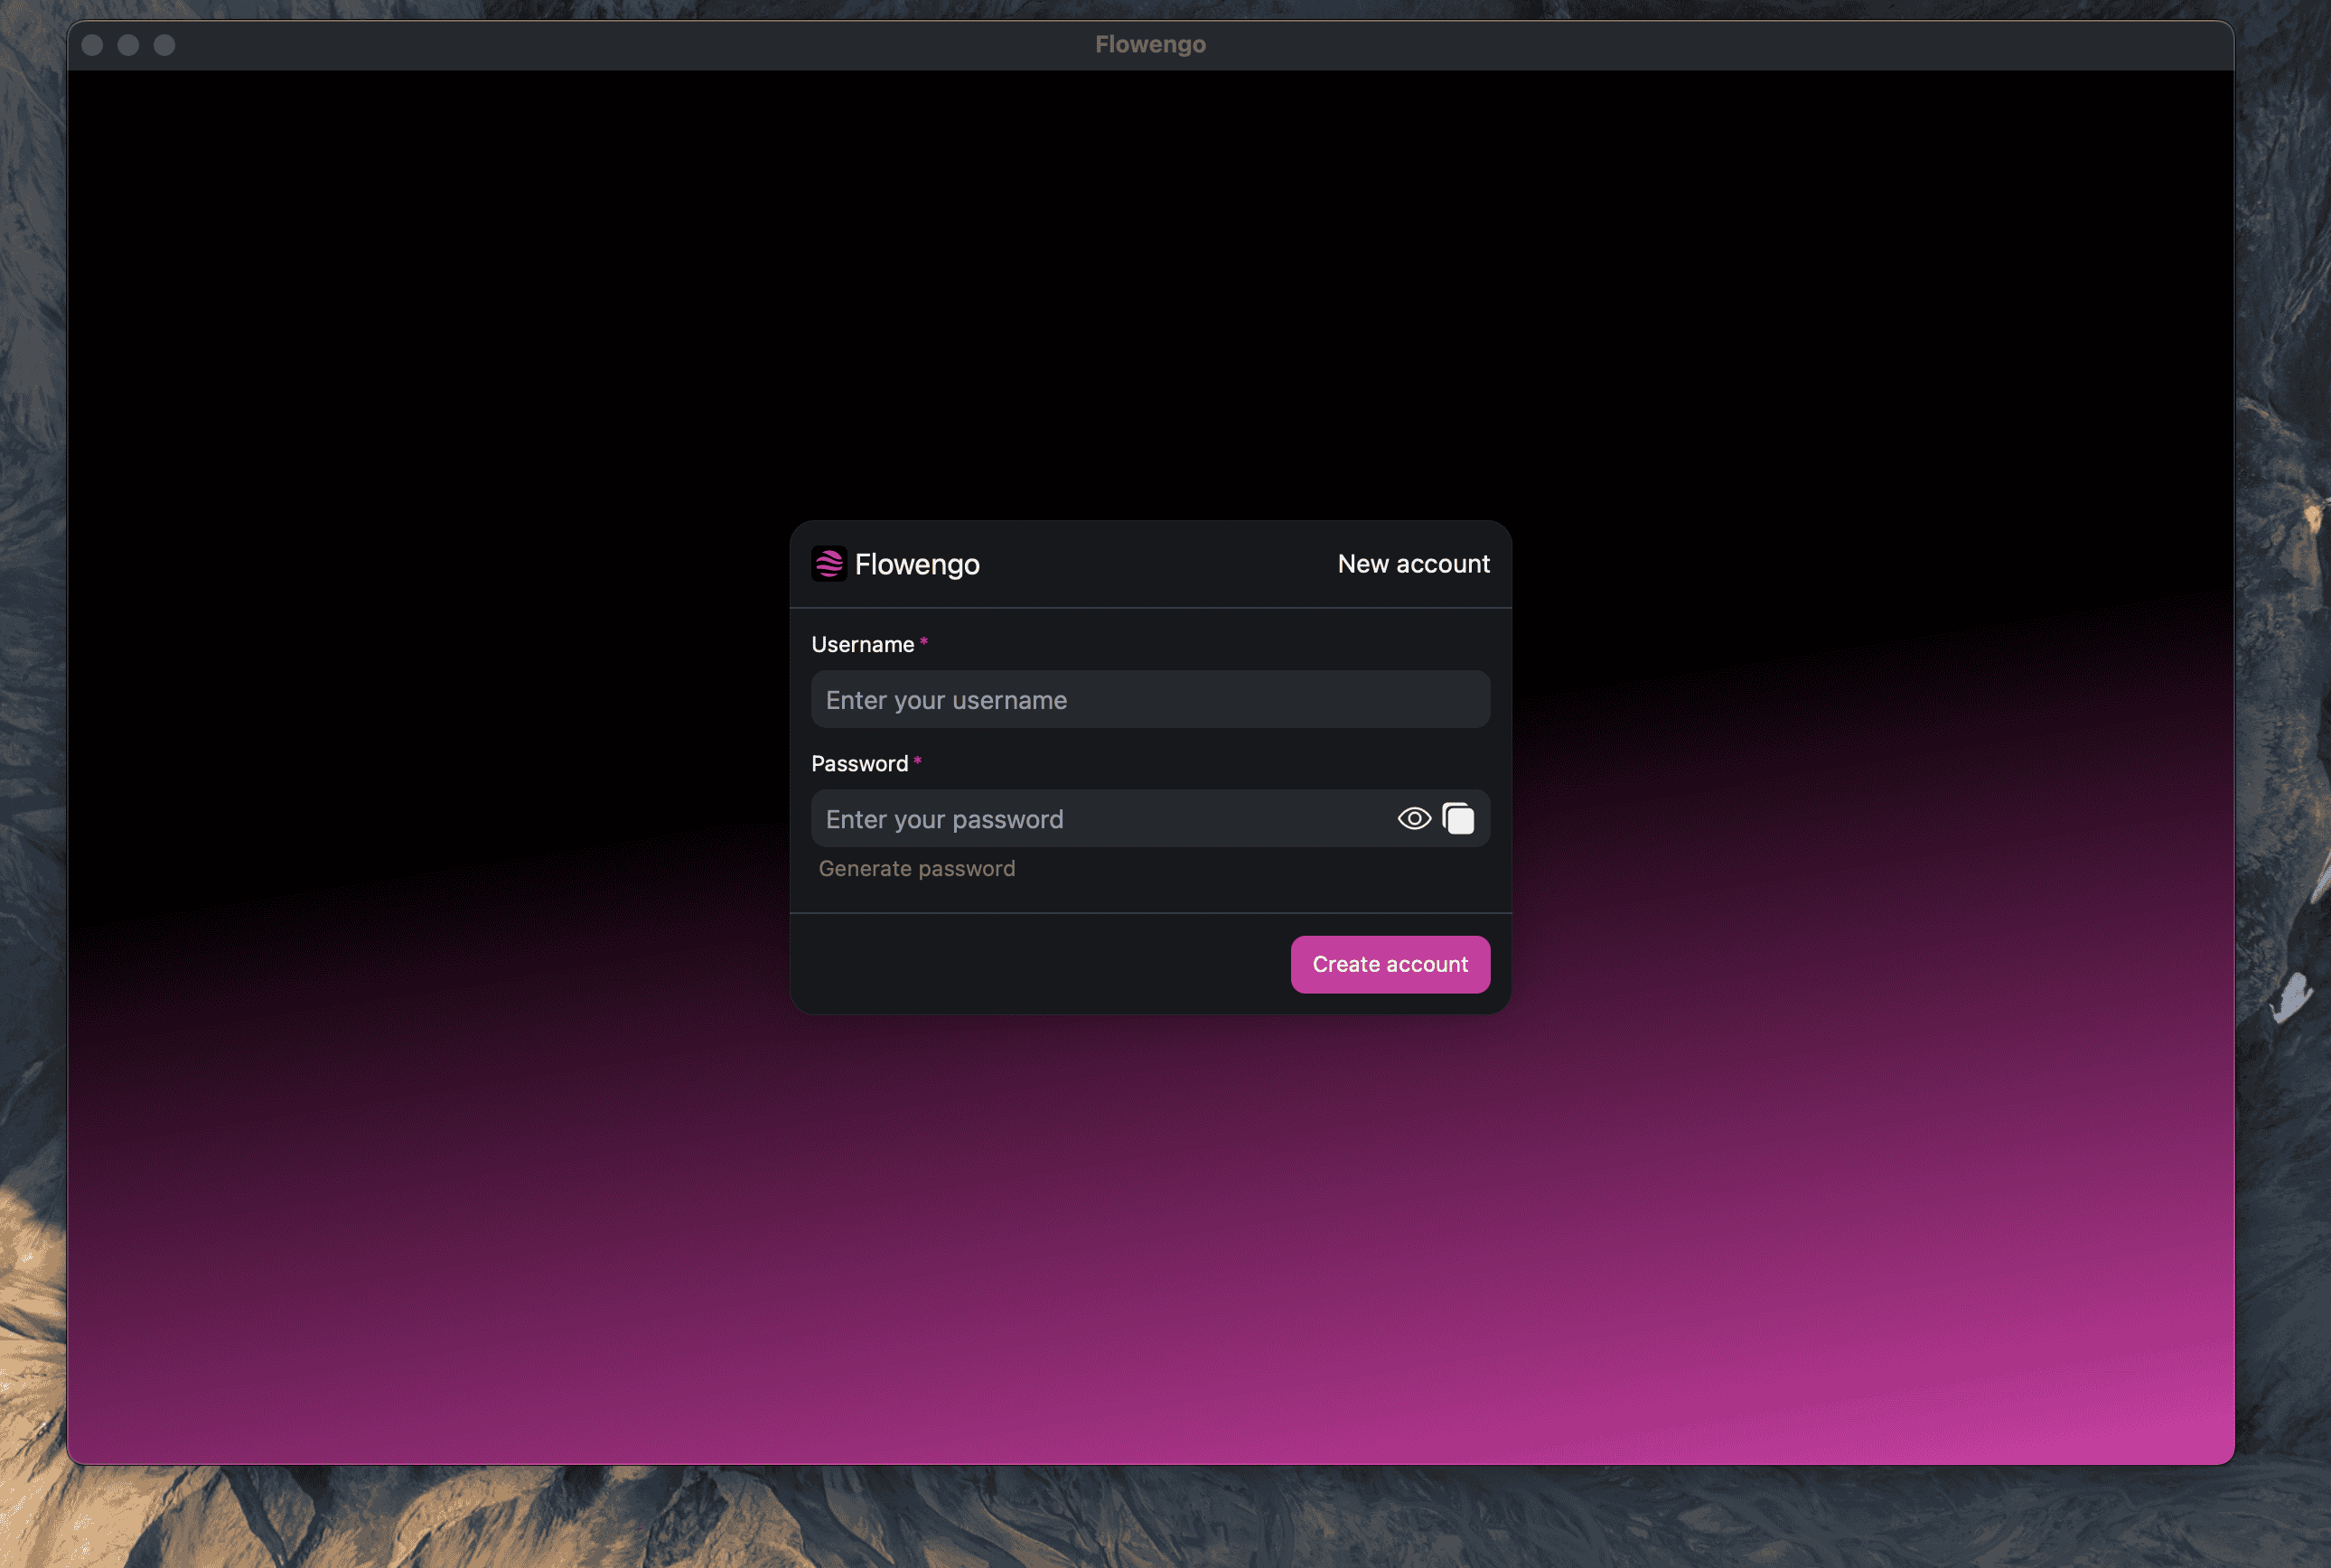 Flowengo
Flowengo
New account
Username *
Enter your username
Password *
Enter your password
Generate password
Create account